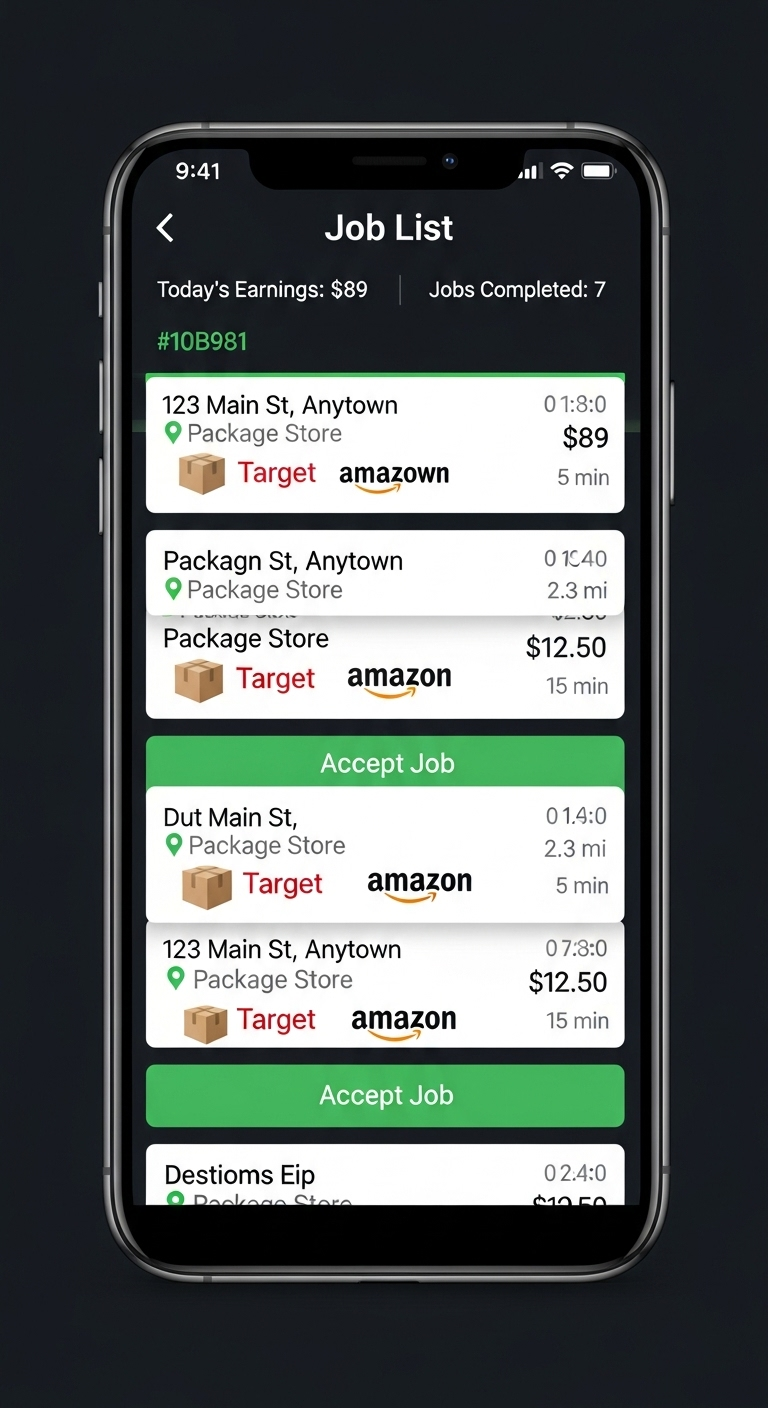 9:41
Job List
Today's Earnings: $89
Jobs Completed: 7
#10B981
123 Main St, Anytown 01:8:0
Package Store $89
Target amazown 5 min
Packagn St, Anytown
Package Store 2.3 mi
Package Store $12.50
Target amazon 15 min
Accept Job
Dut Main St, 01.4:0
Package Store 2.3 mi
Target amazon 5 min
123 Main St, Anytown 07:8:0
Package Store $12.50
Target amazon 15 min
Accept Job
Destioms Eip 02.4:0
Package Store $12.50